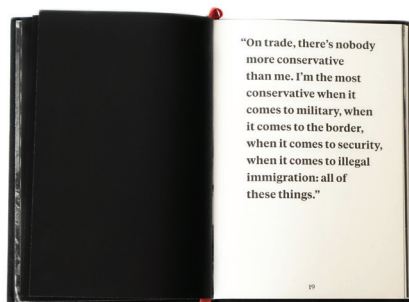 “On trade, there’s nobody
more conservative
than me. I’m the most
conservative when it
comes to military, when
it comes to the border,
when it comes to security,
when it comes to illegal
immigration: all of
these things.”
19